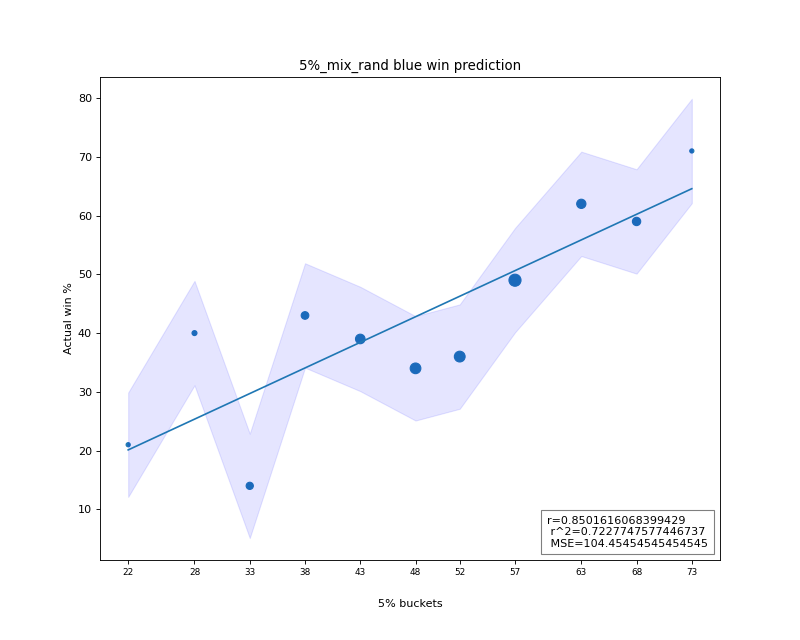 5%_mix_rand blue win prediction
Actual win %
80
70
60
50
40
30
20
10
r=0.8501616068399429
r^2=0.7227747577446737
MSE=104.45454545454545
22 28 33 38 43 48 52 57 63 68 73
5% buckets